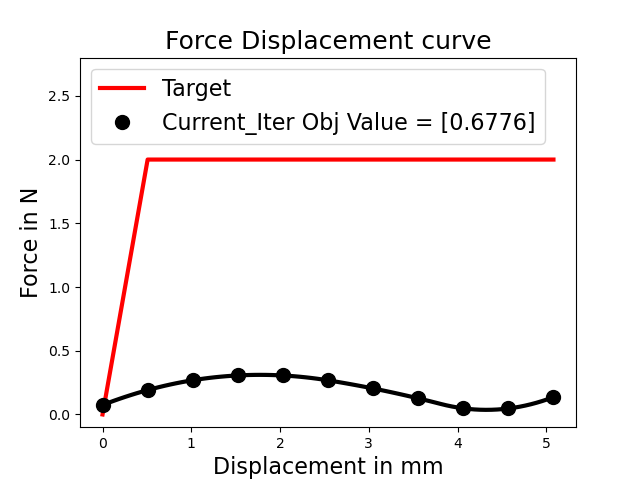 Force Displacement curve
Target
Current_Iter Obj Value = [0.6776]
Force in N
2.5
2.0
1.5
1.0
0.5
0.0
0 1 2 3 4 5
Displacement in mm